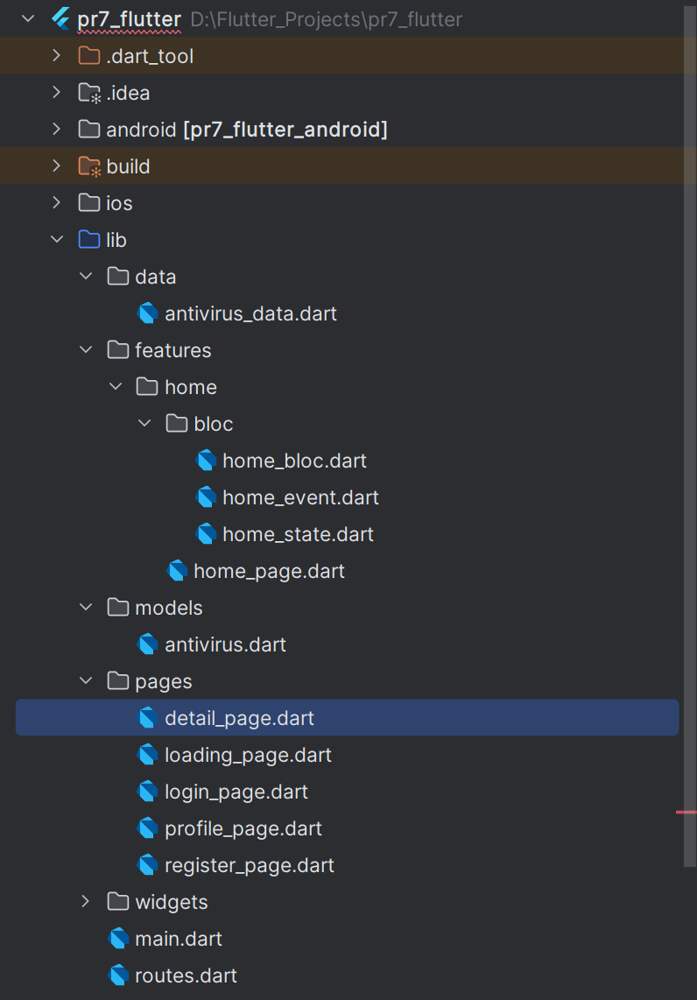 pr7_flutter D:\Flutter_Projects\pr7_flutter
.dart_tool
.idea
android [pr7_flutter_android]
build
ios
lib
data
antivirus_data.dart
features
home
bloc
home_bloc.dart
home_event.dart
home_state.dart
home_page.dart
models
antivirus.dart
pages
detail_page.dart
loading_page.dart
login_page.dart
profile_page.dart
register_page.dart
widgets
main.dart
routes.dart